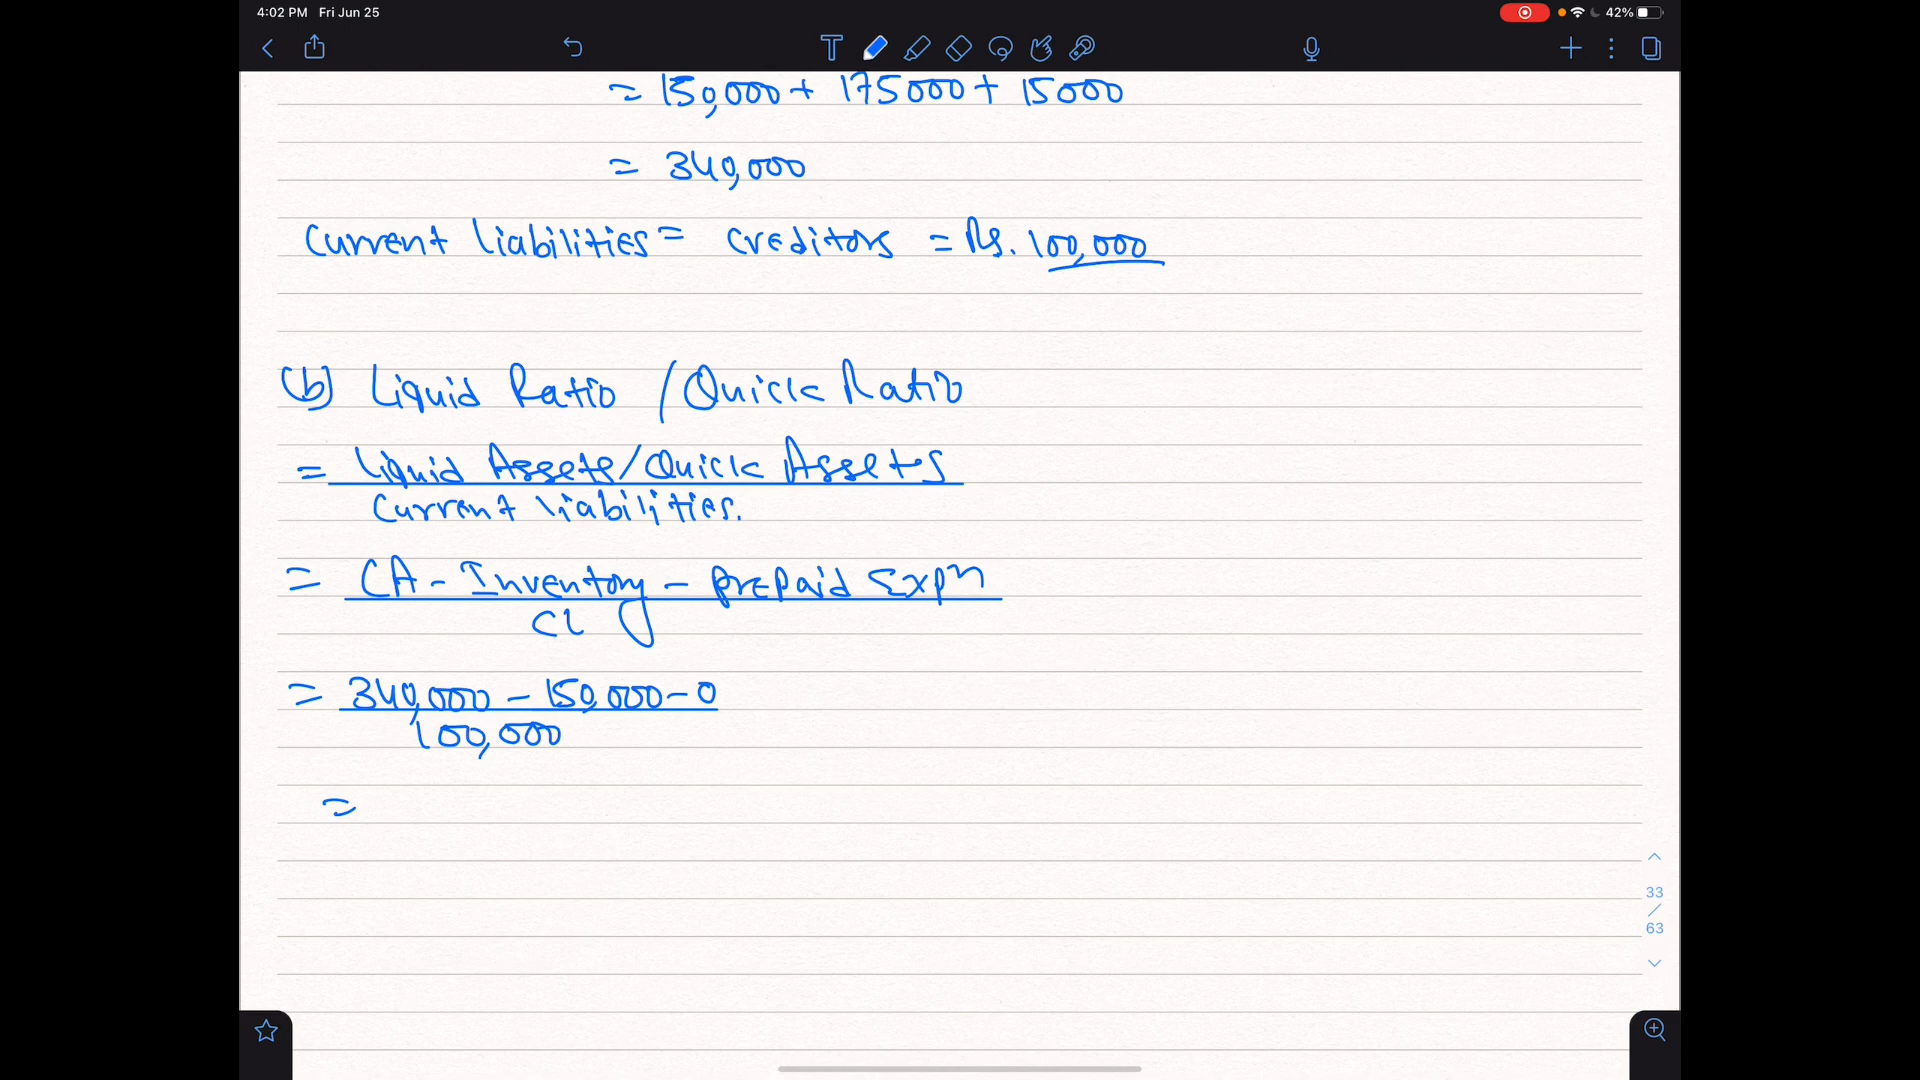 4:02 PM Fri Jun 25 42%
= 150,000 + 175000 + 15000
= 340,000
Current liabilities = creditors = Rs. 100,000
(b) Liquid Ratio / Quick Ratio
= Liquid Assets/Quick Assets
Current liabilities.
= CA - Inventory - prepaid Expn
CL
= 340,000 - 150,000 - 0
100,000
=
33
/
63